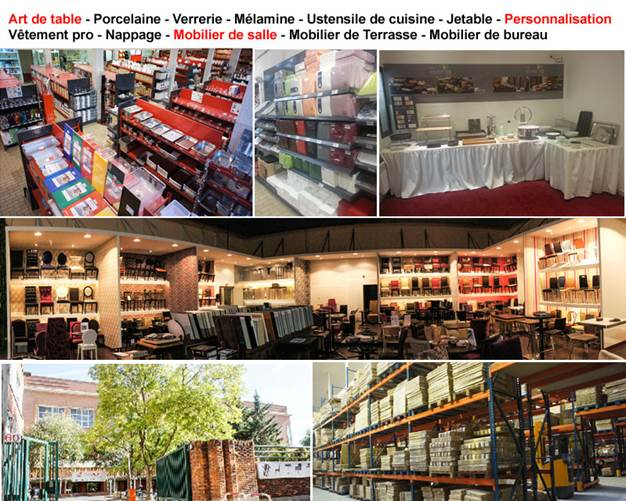 Art de table - Porcelaine - Verrerie - Mélamine - Ustensile de cuisine - Jetable - Personnalisation
Vêtement pro - Nappage - Mobilier de salle - Mobilier de Terrasse - Mobilier de bureau
60